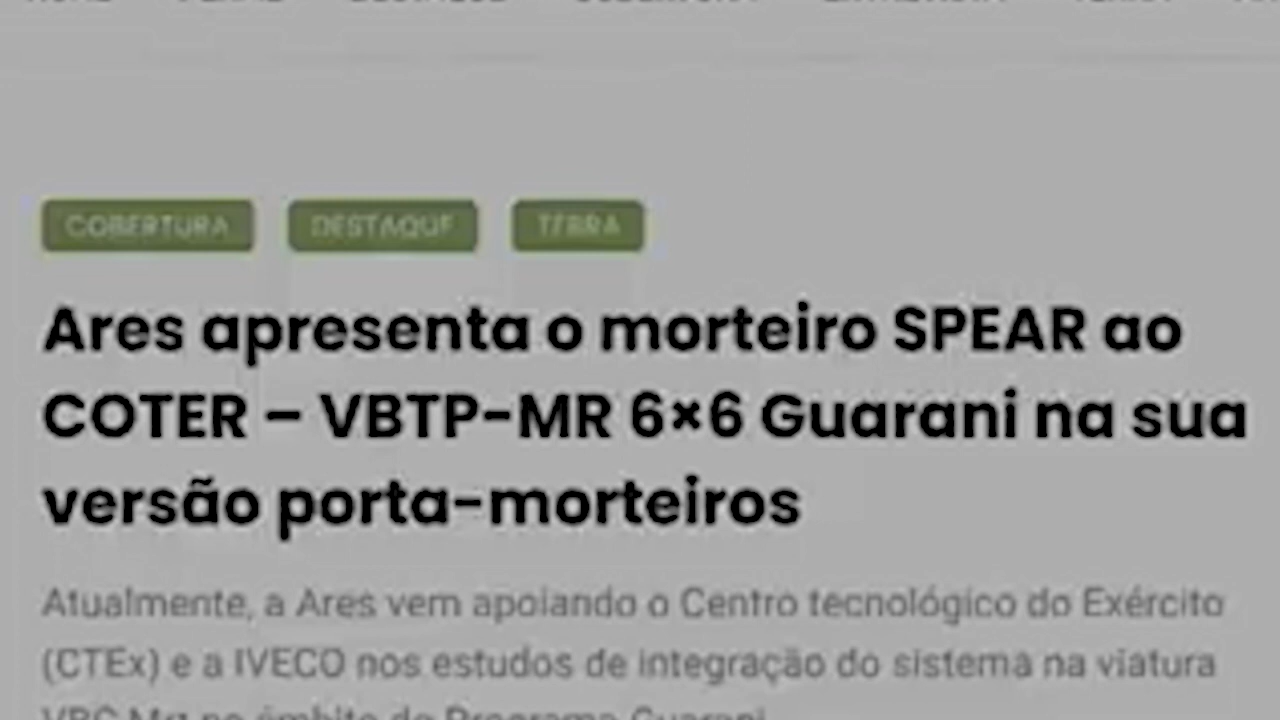 COBERTURA DESTAQUE TERRA
Ares apresenta o morteiro SPEAR ao
COTER – VBTP-MR 6×6 Guarani na sua
versão porta-morteiros
Atualmente, a Ares vem apoiando o Centro tecnológico do Exército
(CTEx) e a IVECO nos estudos de integração do sistema na viatura